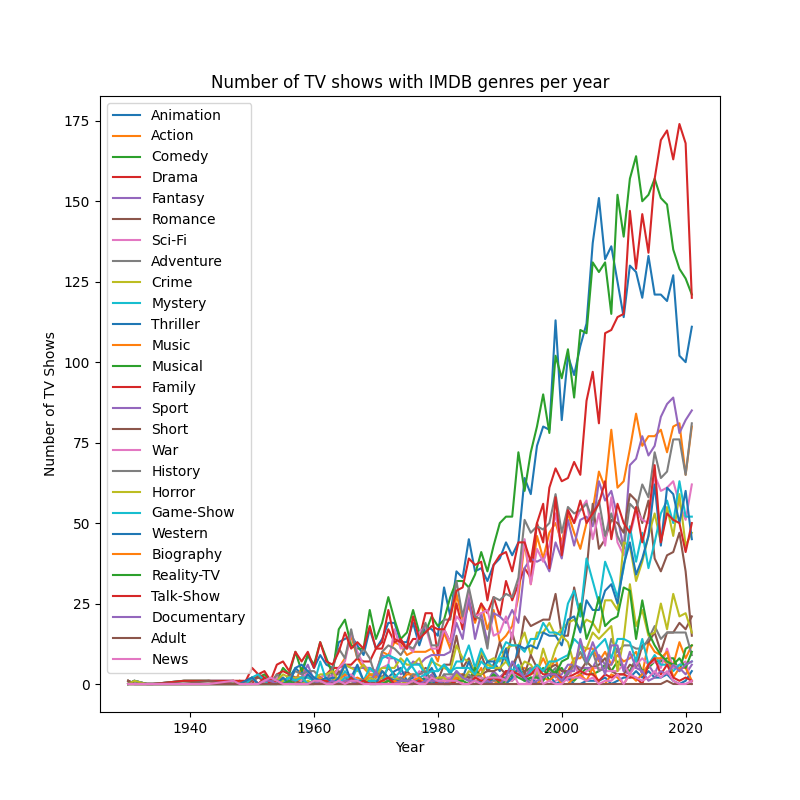 Number of TV shows with IMDB genres per year
Number of TV Shows
175
150
125
100
75
50
25
0
Animation
Action
Comedy
Drama
Fantasy
Romance
Sci-Fi
Adventure
Crime
Mystery
Thriller
Music
Musical
Family
Sport
Short
War
History
Horror
Game-Show
Western
Biography
Reality-TV
Talk-Show
Documentary
Adult
News
1940 1960 1980 2000 2020
Year